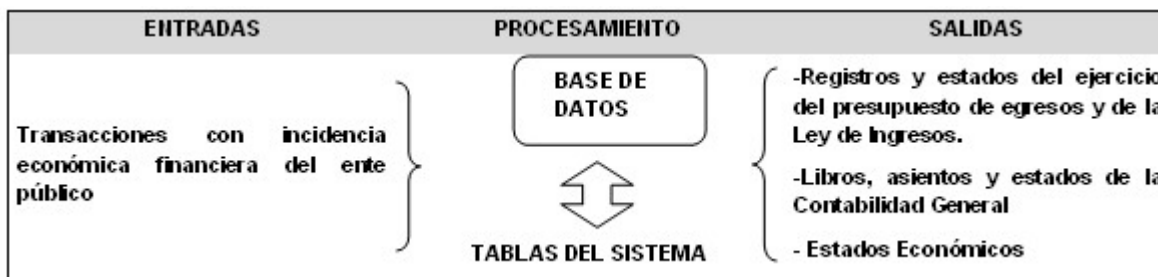 ENTRADAS
PROCESAMIENTO
SALIDAS
Transacciones con incidencia
económica financiera del ente
público
BASE DE
DATOS
TABLAS DEL SISTEMA
-Registros y estados del ejercicio
del presupuesto de egresos y de la
Ley de Ingresos.
-Libros, asientos y estados de la
Contabilidad General
- Estados Económicos